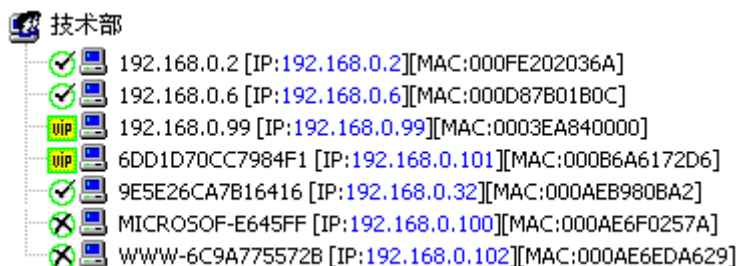 技术部
192.168.0.2 [IP:192.168.0.2][MAC:000FE202036A]
192.168.0.6 [IP:192.168.0.6][MAC:000D87B01B0C]
vip 192.168.0.99 [IP:192.168.0.99][MAC:0003EA840000]
vip 6DD1D70CC7984F1 [IP:192.168.0.101][MAC:000B6A6172D6]
9E5E26CA7B16416 [IP:192.168.0.32][MAC:000AEB980BA2]
MICROSOF-E645FF [IP:192.168.0.100][MAC:000AE6F0257A]
WWW-6C9A775572B [IP:192.168.0.102][MAC:000AE6EDA629]